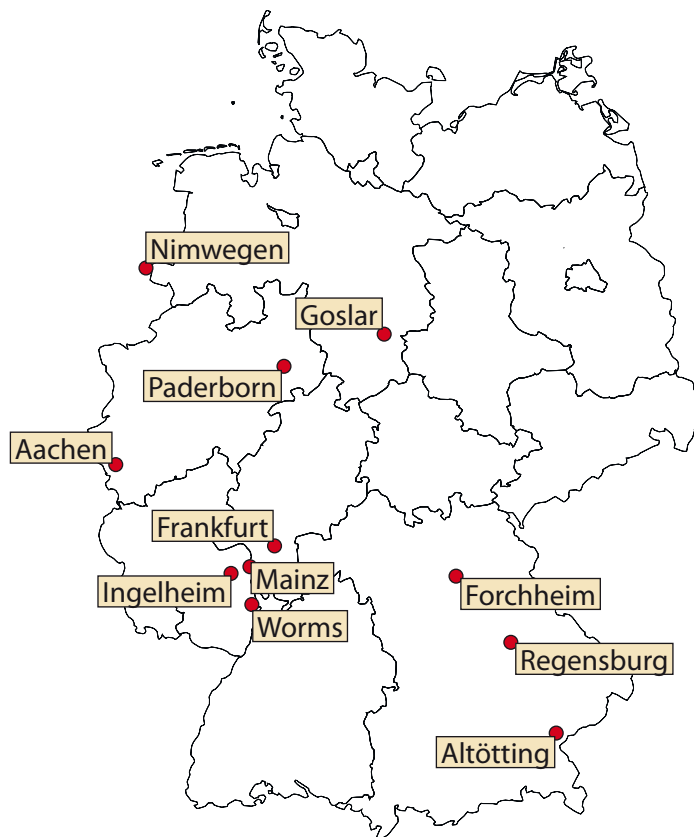 Nimwegen
Goslar
Paderborn
Aachen
Frankfurt
Mainz
Ingelheim
Forchheim
Worms
Regensburg
Altötting